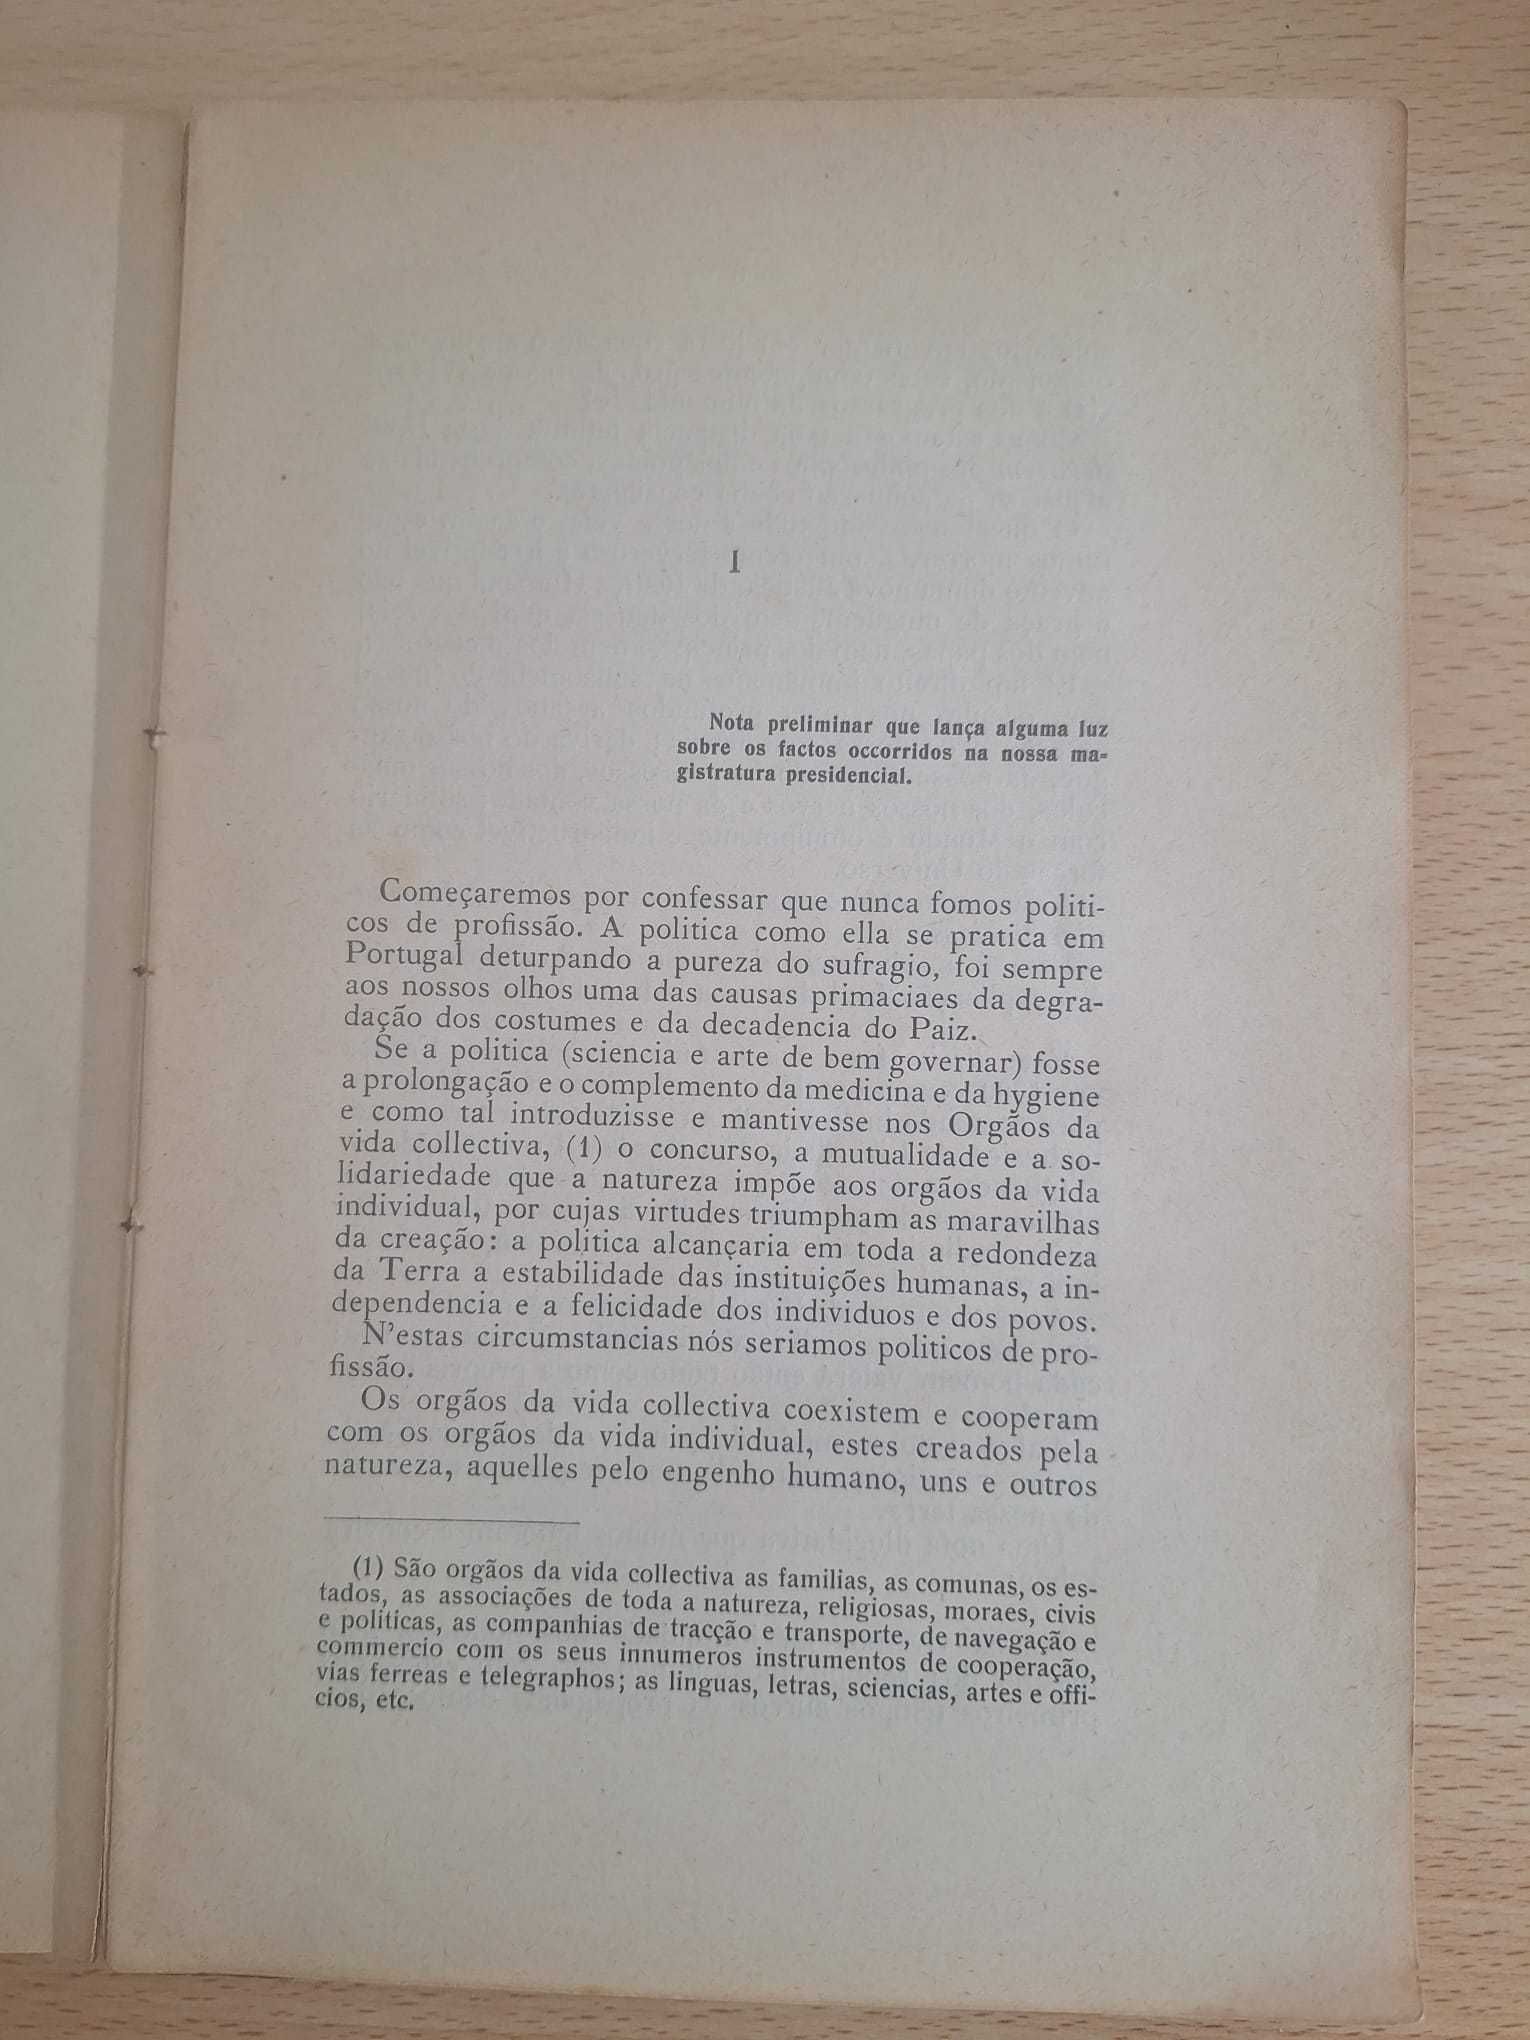 I
Nota preliminar que lança alguma luz
sobre os factos occorridos na nossa ma-
gistratura presidencial.
Começaremos por confessar que nunca fomos politi-
cos de profissão. A politica como ella se pratica em
Portugal deturpando a pureza do sufragio, foi sempre
aos nossos olhos uma das causas primaciaes da degra-
dação dos costumes e da decadencia do Paiz.
Se a politica (sciencia e arte de bem governar) fosse
a prolongação e o complemento da medicina e da hygiene
e como tal introduzisse e mantivesse nos Orgãos da
vida collectiva, (1) o concurso, a mutualidade e a so-
lidariedade que a natureza impõe aos orgãos da vida
individual, por cujas virtudes triumpham as maravilhas
da creação: a politica alcançaria em toda a redondeza
da Terra a estabilidade das instituições humanas, a in-
dependencia e a felicidade dos individuos e dos povos.
N'estas circumstancias nós seriamos politicos de pro-
fissão.
Os orgãos da vida collectiva coexistem e cooperam
com os orgãos da vida individual, estes creados pela
natureza, aquelles pelo engenho humano, uns e outros
(1) São orgãos da vida collectiva as familias, as comunas, os es-
tados, as associações de toda a natureza, religiosas, moraes, civis
e politicas, as companhias de tracção e transporte, de navegação e
commercio com os seus innumeros instrumentos de cooperação,
vias ferreas e telegraphos; as linguas, letras, sciencias, artes e offi-
cios, etc.